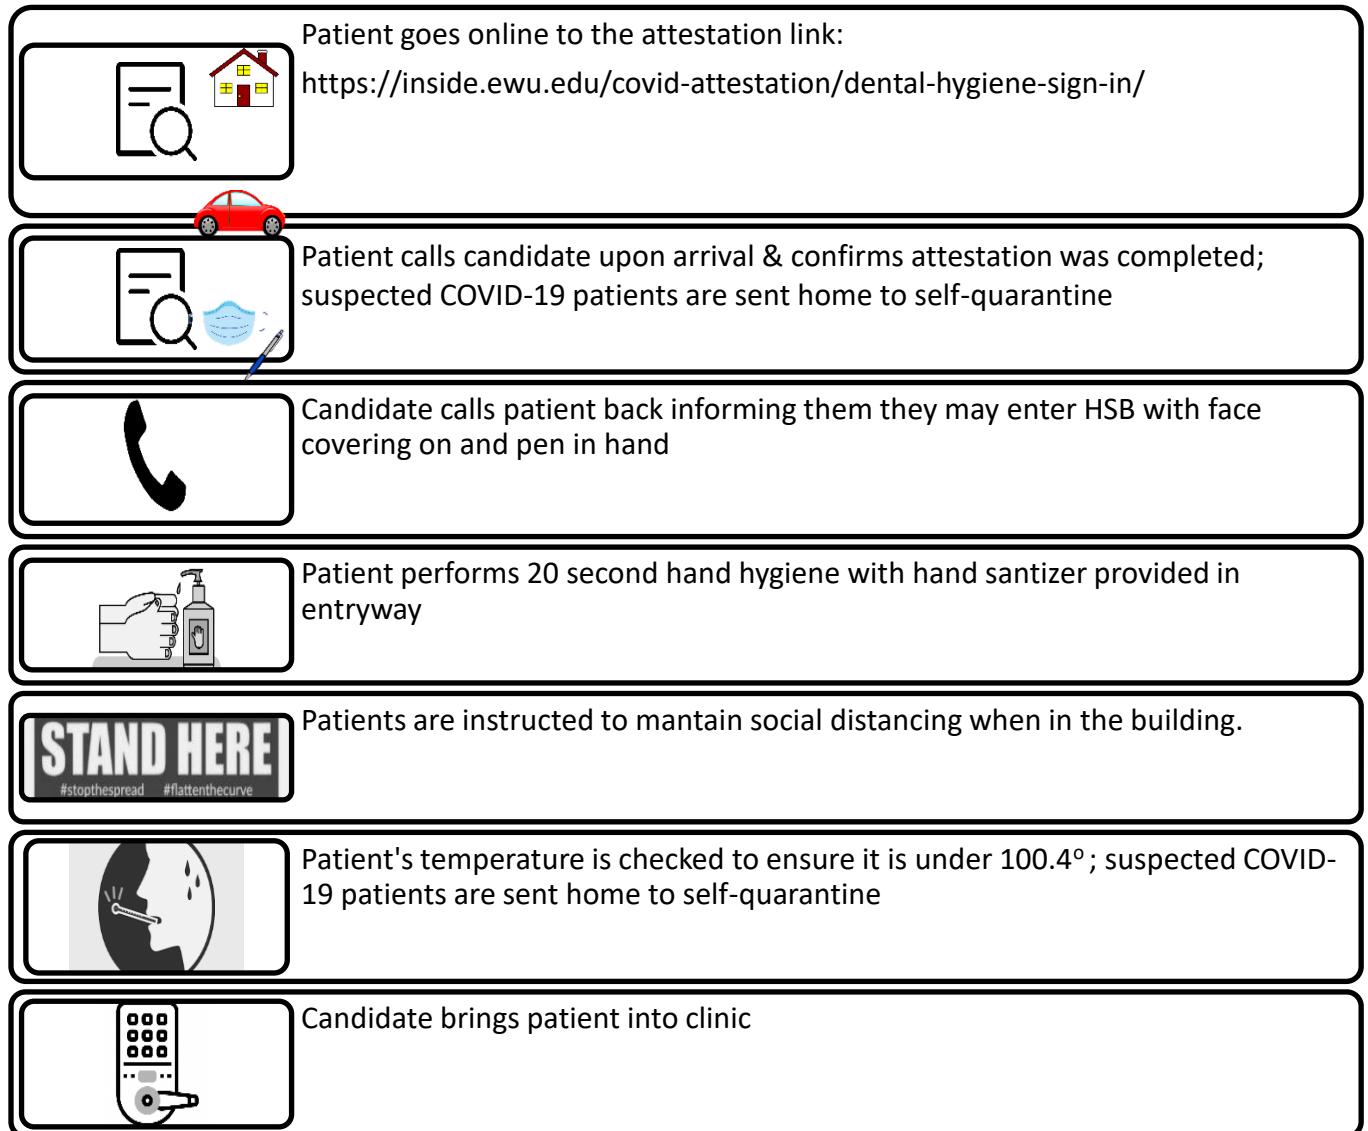 Patient goes online to the attestation link:
https://inside.ewu.edu/covid-attestation/dental-hygiene-sign-in/
Patient calls candidate upon arrival & confirms attestation was completed;
suspected COVID-19 patients are sent home to self-quarantine
Candidate calls patient back informing them they may enter HSB with face
covering on and pen in hand
Patient performs 20 second hand hygiene with hand santizer provided in
entryway
STAND HERE
#stopthespread #flattenthecurve
Patients are instructed to mantain social distancing when in the building.
Patient's temperature is checked to ensure it is under 100.4º ; suspected COVID-
19 patients are sent home to self-quarantine
Candidate brings patient into clinic